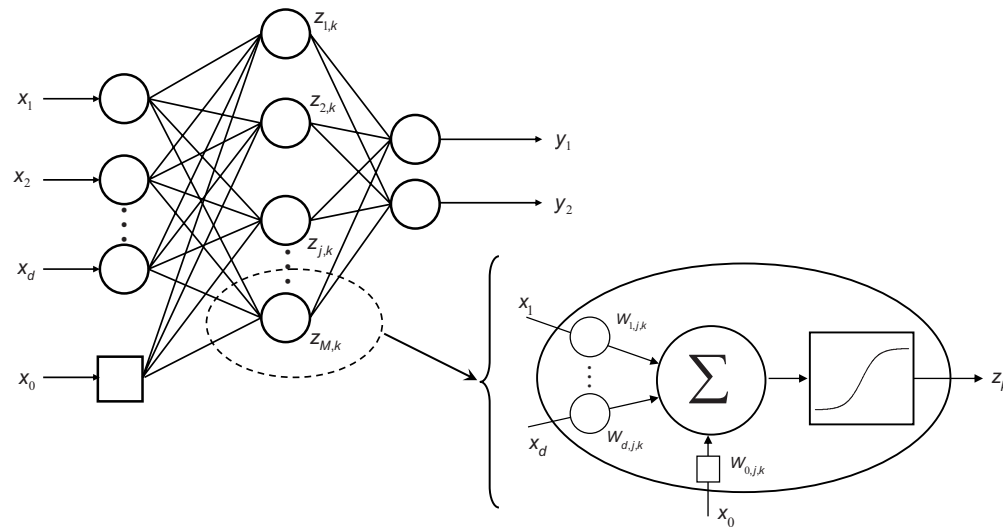 z1,k
x1
z2,k
y1
x2
y2
zj,k
xd
zM,k
x0
x1
W1,j,k
Σ
xd
Wd,j,k
W0,j,k
x0